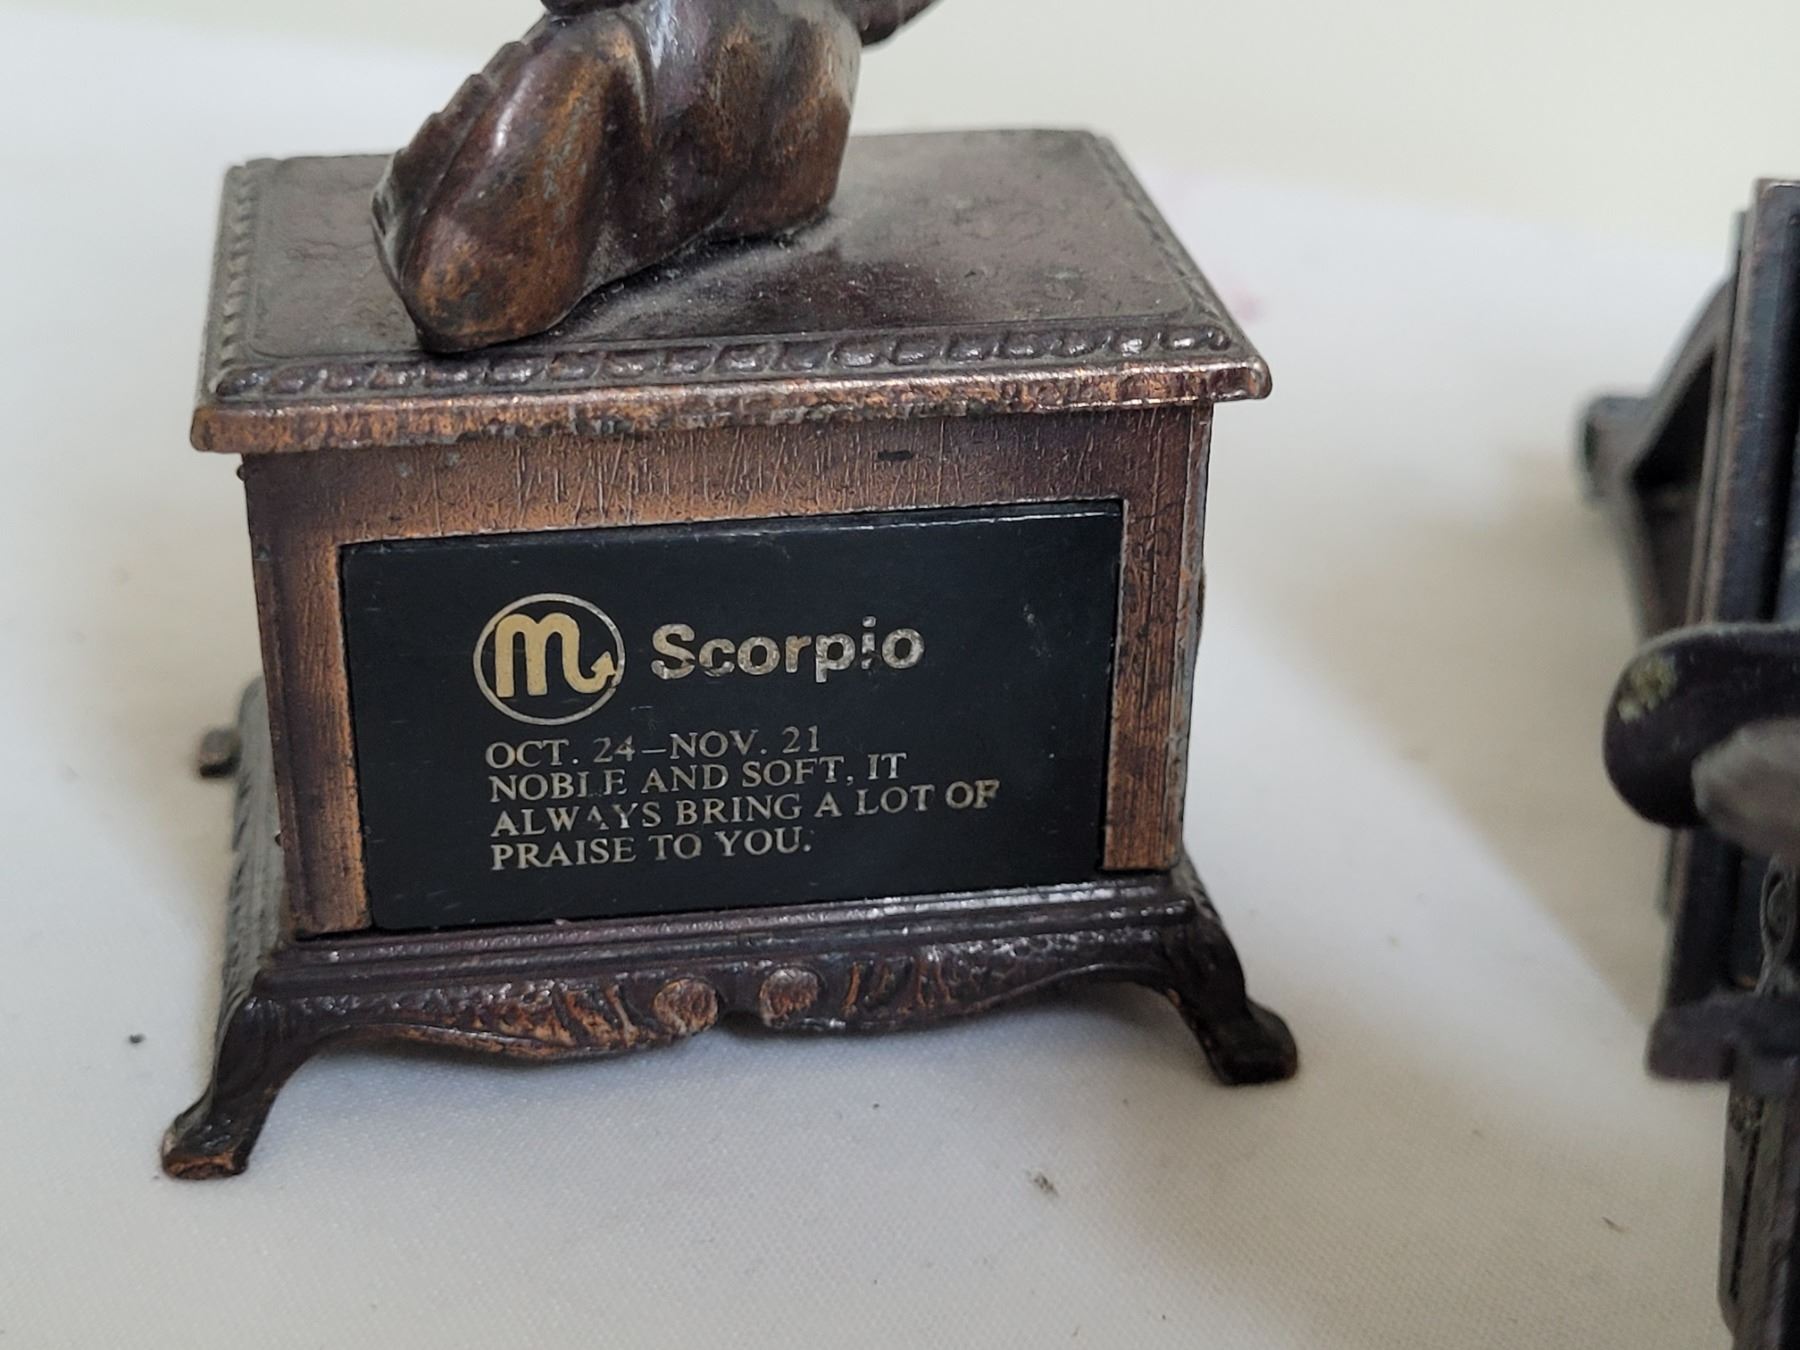 Scorpio
OCT. 24–NOV. 21
NOBLE AND SOFT, IT
ALWAYS BRING A LOT OF
PRAISE TO YOU.